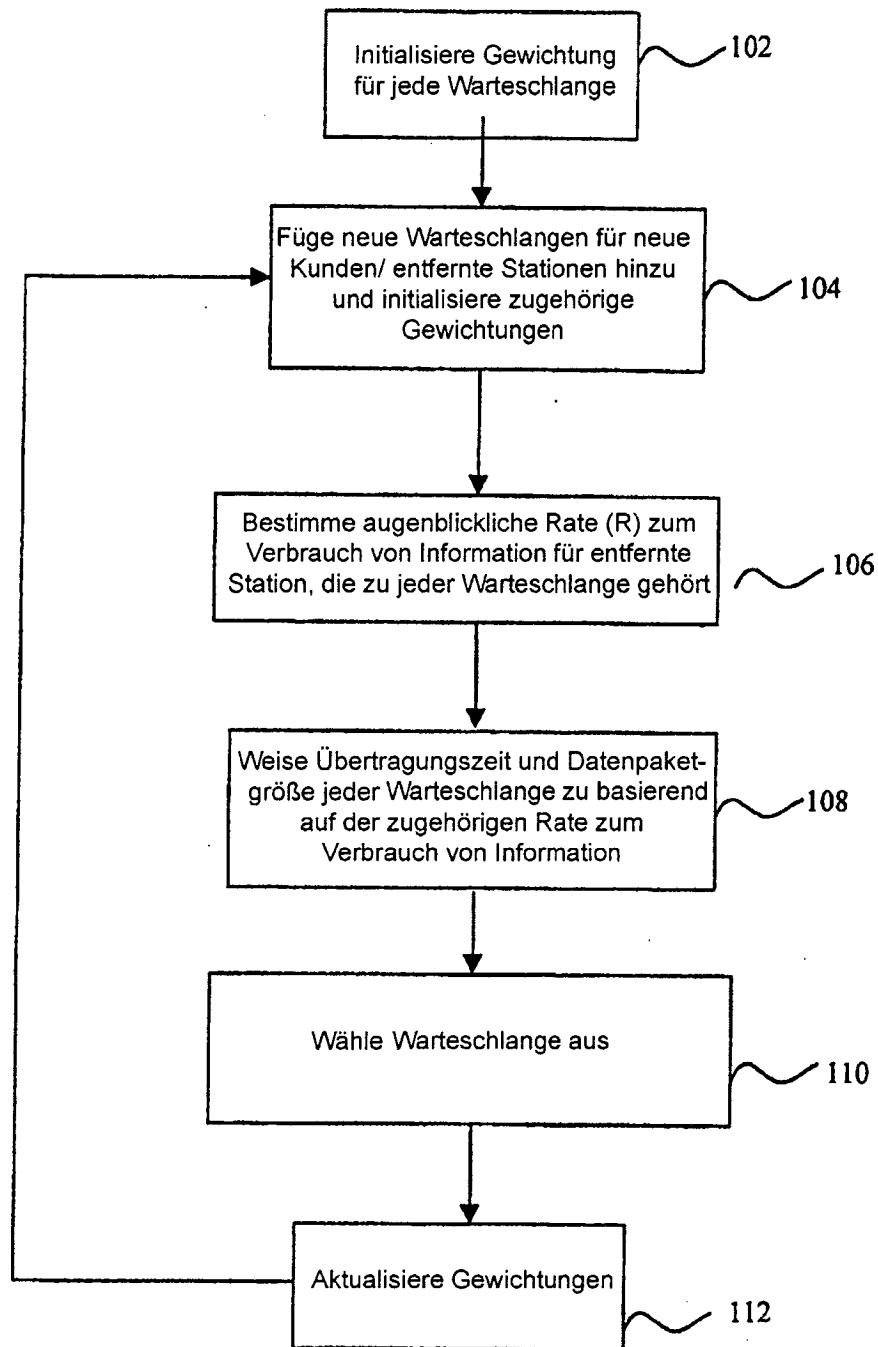 Initialisiere Gewichtung
für jede Warteschlange
102
Füge neue Warteschlangen für neue
Kunden/ entfernte Stationen hinzu
und initialisiere zugehörige
Gewichtungen
104
Bestimme augenblickliche Rate (R) zum
Verbrauch von Information für entfernte
Station, die zu jeder Warteschlange gehört
106
Weise Übertragungszeit und Datenpaket-
-größe jeder Warteschlange zu basierend
auf der zugehörigen Rate zum
Verbrauch von Information
108
Wähle Warteschlange aus
110
Aktualisiere Gewichtungen
112